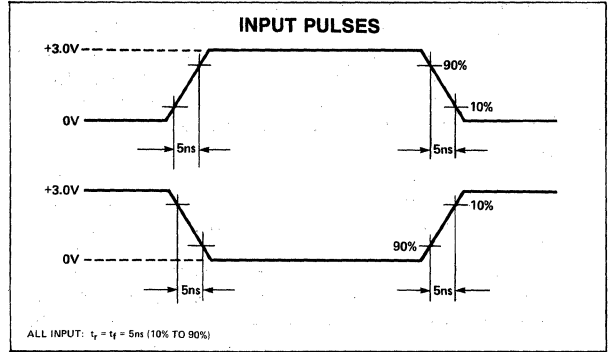 INPUT PULSES
+3.0V
90%
10%
0V
5ns
5ns
+3.0V
10%
90%
0V
5ns
5ns
ALL INPUT: tr = tf = 5ns (10% TO 90%)